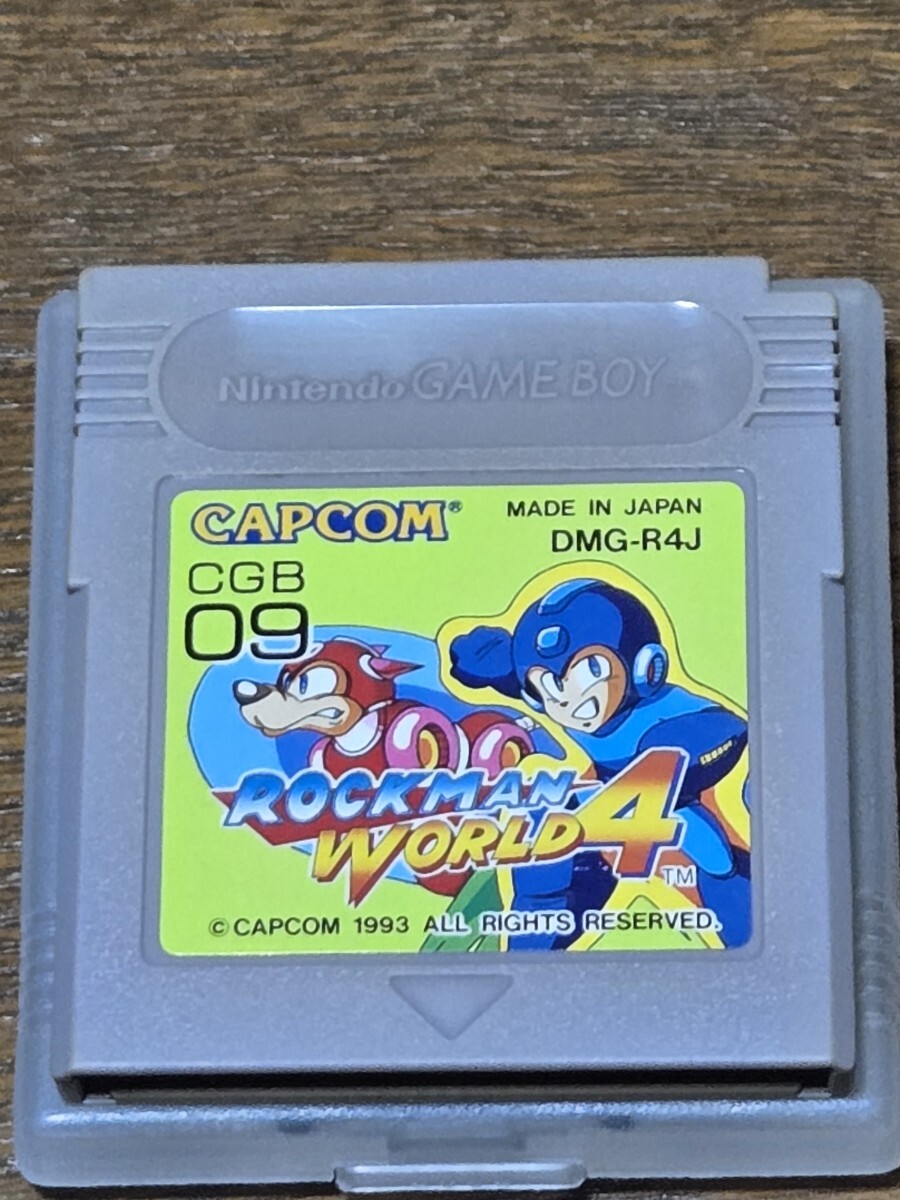 Nintendo GAME BOY
CAPCOM®
MADE IN JAPAN
DMG-R4J
CGB
09
ROCKMAN
WORLD 4
TM
© CAPCOM 1993 ALL RIGHTS RESERVED.